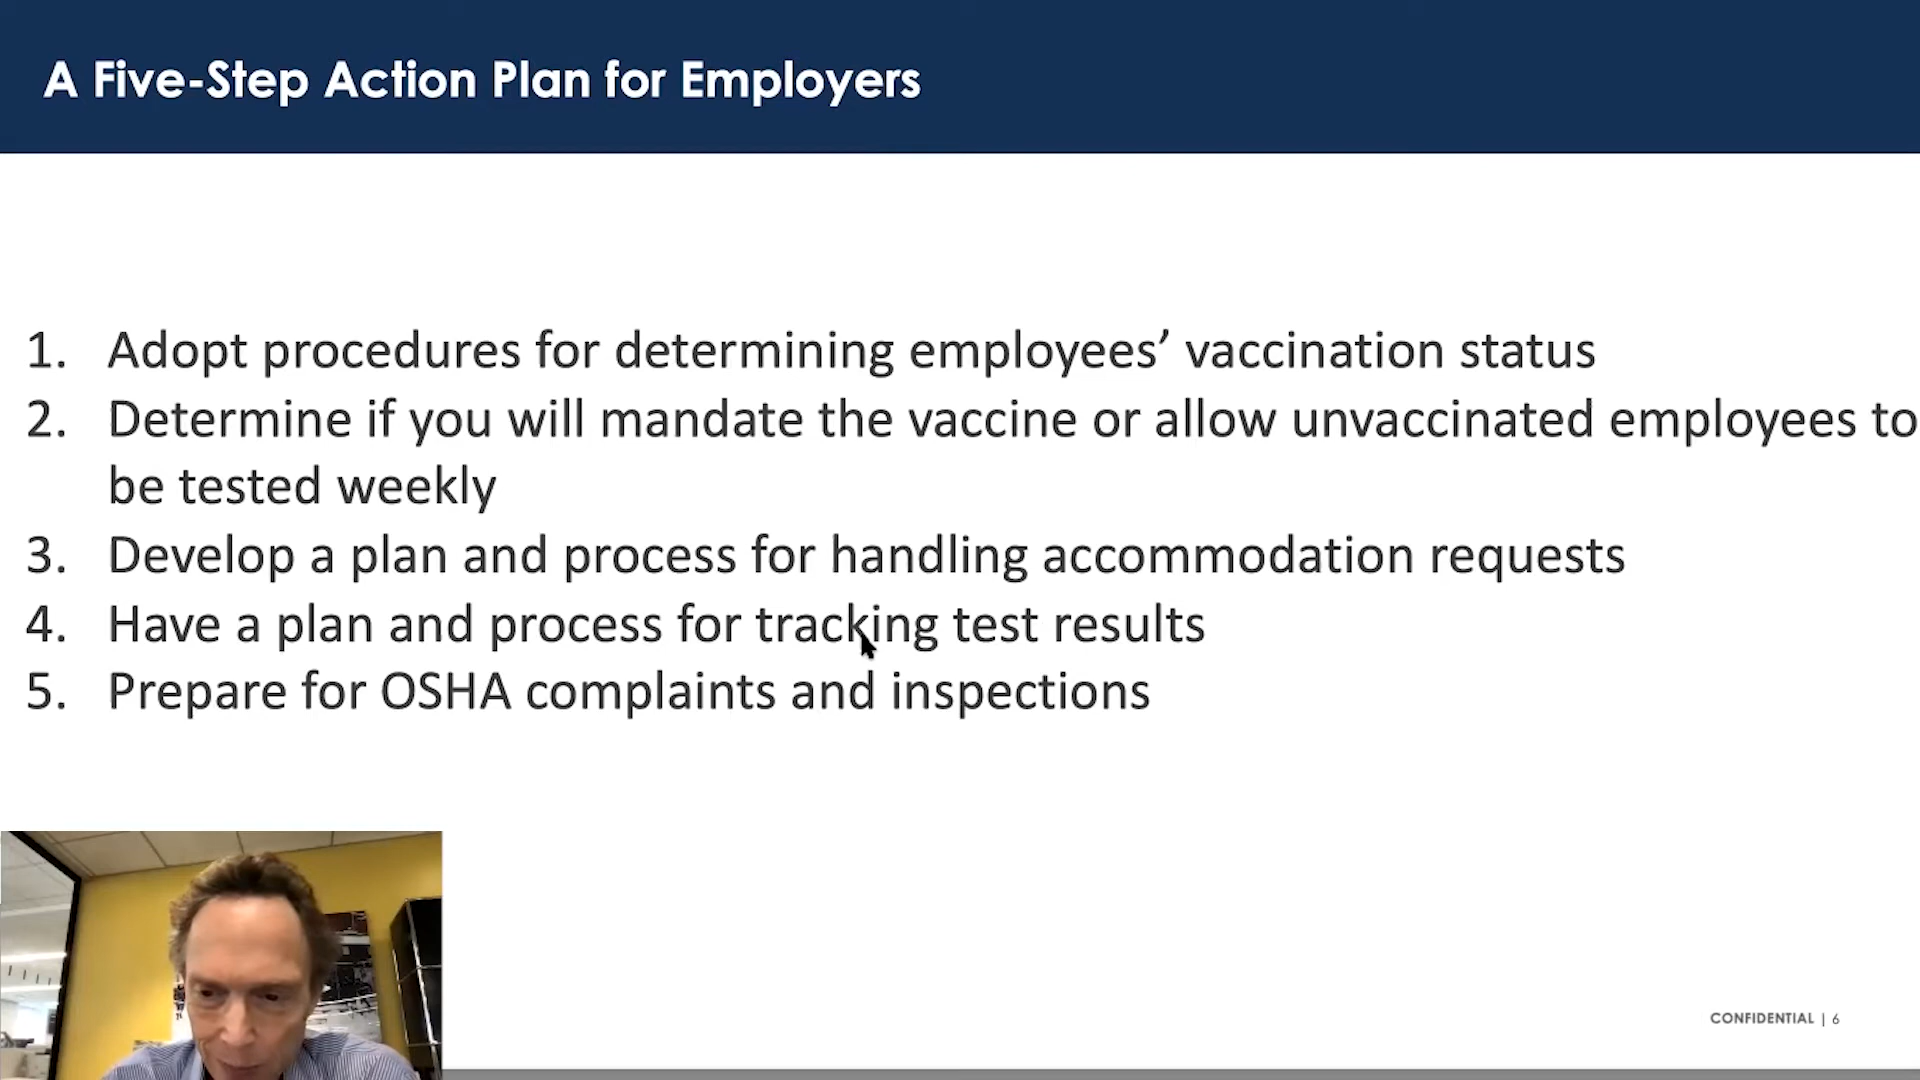 A Five-Step Action Plan for Employers
1. Adopt procedures for determining employees’ vaccination status
2. Determine if you will mandate the vaccine or allow unvaccinated employees to
be tested weekly
3. Develop a plan and process for handling accommodation requests
4. Have a plan and process for tracking test results
5. Prepare for OSHA complaints and inspections
CONFIDENTIAL | 6